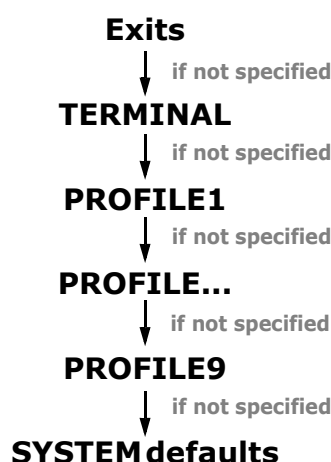 Exits
if not specified
TERMINAL
if not specified
PROFILE1
if not specified
PROFILE...
if not specified
PROFILE9
if not specified
SYSTEM defaults